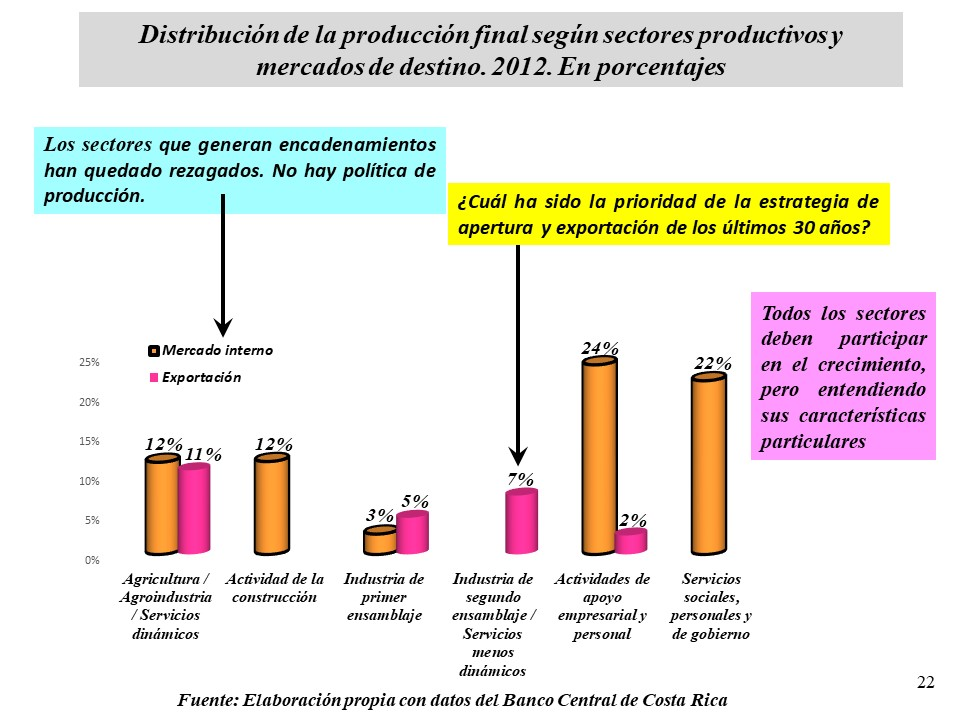 Distribución de la producción final según sectores productivos y
mercados de destino. 2012. En porcentajes
Los sectores que generan encadenamientos
han quedado rezagados. No hay política de
producción.
¿Cuál ha sido la prioridad de la estrategia de
apertura y exportación de los últimos 30 años?
Todos los sectores
deben participar
en el crecimiento,
pero entendiendo
sus características
particulares
Mercado interno
Exportación
25%
20%
15%
10%
5%
0%
12%
11%
12%
3%
5%
7%
24%
2%
22%
Agricultura /
Agroindustria
/ Servicios
dinámicos
Actividad de la
construcción
Industria de
primer
ensamblaje
Industria de
segundo
ensamblaje /
Servicios
menos
dinámicos
Actividades de
apoyo
empresarial y
personal
Servicios
sociales,
personales y
de gobierno
Fuente: Elaboración propia con datos del Banco Central de Costa Rica
22